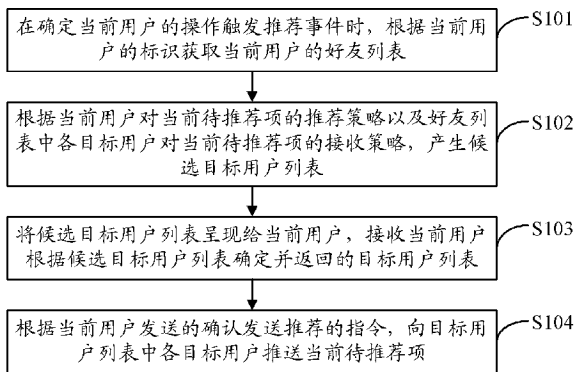 在确定当前用户的操作触发推荐事件时，根据当前用
户的标识获取当前用户的好友列表
S101
根据当前用户对当前待推荐项的推荐策略以及好友列
表中各目标用户对当前待推荐项的接收策略，产生候
选目标用户列表
S102
将候选目标用户列表呈现给当前用户，接收当前用户
根据候选目标用户列表确定并返回的目标用户列表
S103
根据当前用户发送的确认发送推荐的指令，向目标用
户列表中各目标用户推送当前待推荐项
S104